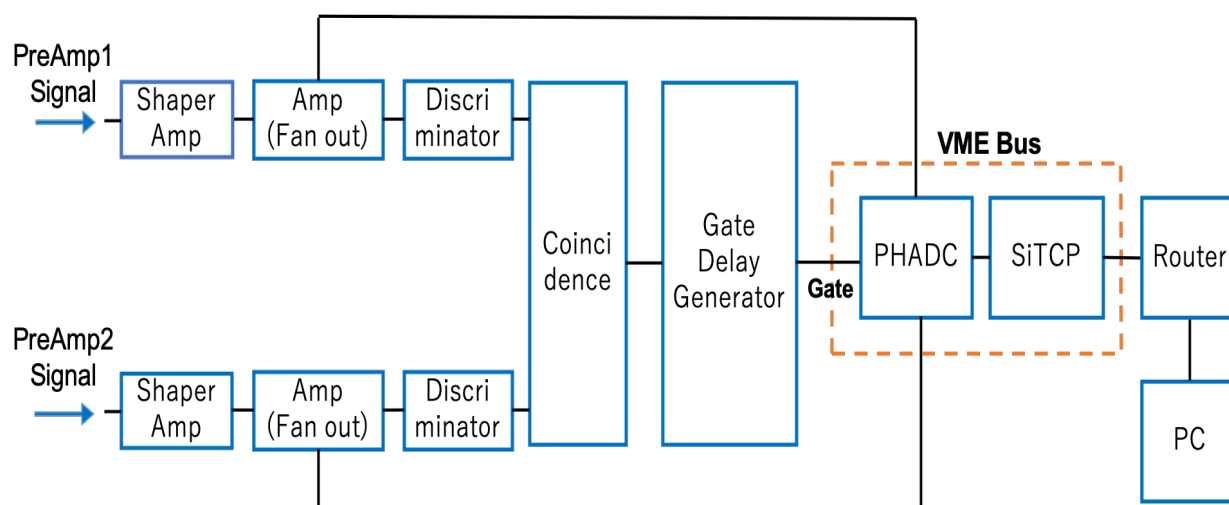 PreAmp1
Signal
Shaper
Amp
Amp
(Fan out)
Discri
minator
Coinci
dence
Gate
Delay
Generator
VME Bus
Gate
PHADC
SiTCP
Router
PC
PreAmp2
Signal
Shaper
Amp
Amp
(Fan out)
Discri
minator